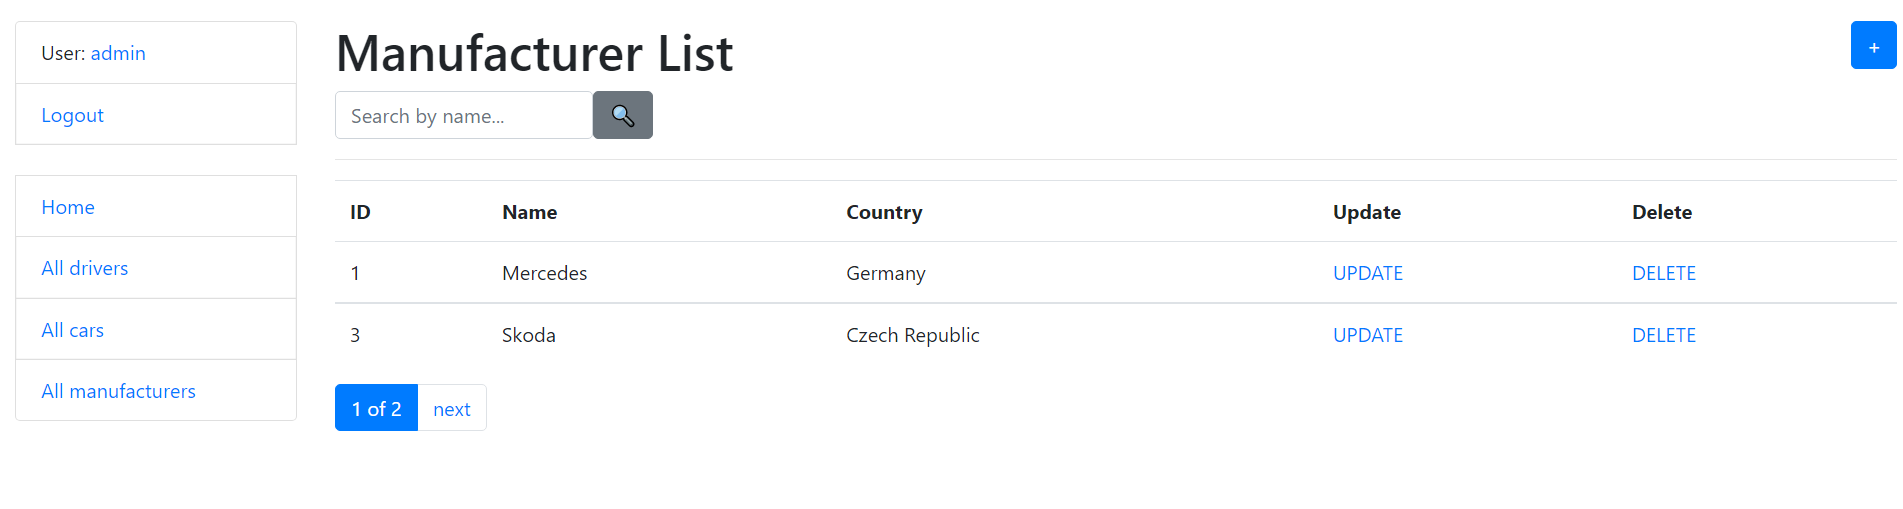 User: admin
Logout
Home
All drivers
All cars
All manufacturers
Manufacturer List
+
Search by name...
ID Name Country Update Delete
1 Mercedes Germany UPDATE DELETE
3 Skoda Czech Republic UPDATE DELETE
1 of 2 next